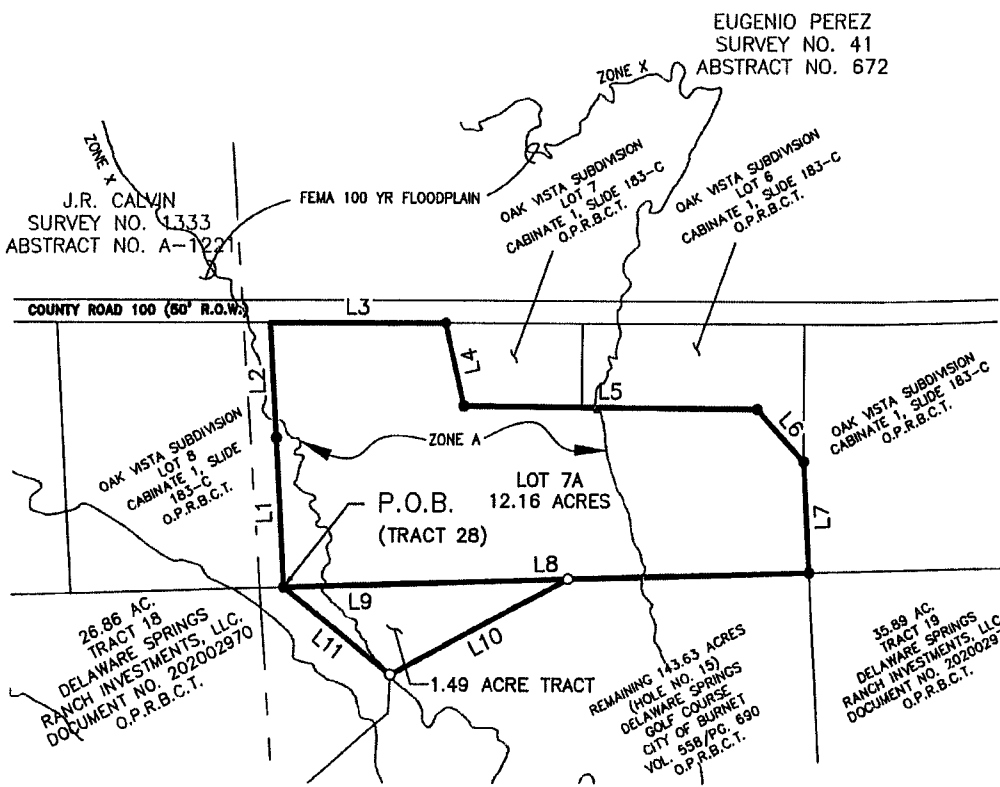 EUGENIO PEREZ
SURVEY NO. 41
ABSTRACT NO. 672
ZONE X
ZONE X
J.R. CALVIN
SURVEY NO. 1333
ABSTRACT NO. A-1221
FEMA 100 YR FLOODPLAIN
OAK VISTA SUBDIVISION
LOT 7
CABINATE 1, SLIDE 183-C
O.P.R.B.C.T.
OAK VISTA SUBDIVISION
LOT 6
CABINATE 1, SLIDE 183-C
O.P.R.B.C.T.
COUNTY ROAD 100 (60' R.O.W.)
L3
L4
L2
L5
L6
OAK VISTA SUBDIVISION
CABINATE 1, SLIDE 183-C
O.P.R.B.C.T.
OAK VISTA SUBDIVISION
LOT 8
CABINATE 1, SLIDE
183-C
O.P.R.B.C.T.
ZONE A
LOT 7A
12.16 ACRES
P.O.B.
(TRACT 28)
L1
L7
L8
L9
L10
L11
26.86 AC.
TRACT 18
DELAWARE SPRINGS
RANCH INVESTMENTS, LLC.
DOCUMENT NO. 202002970
O.P.R.B.C.T.
1.49 ACRE TRACT
REMAINING 143.63 ACRES
(HOLE NO. 15)
DELAWARE SPRINGS
GOLF COURSE
CITY OF BURNET
VOL. 558/PG. 690
O.P.R.B.C.T.
35.89 AC.
TRACT 19
DELAWARE SPRINGS
RANCH INVESTMENTS, LLC
DOCUMENT NO. 20200297
O.P.R.B.C.T.